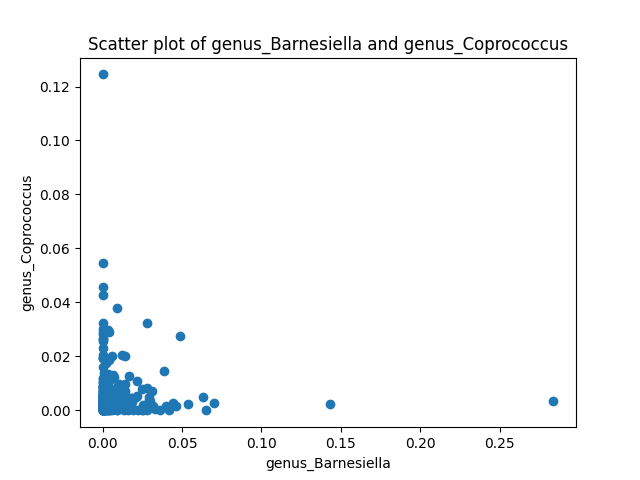 Scatter plot of genus_Barnesiella and genus_Coprococcus
0.12
0.10
0.08
0.06
0.04
0.02
0.00
genus_Coprococcus
0.00 0.05 0.10 0.15 0.20 0.25
genus_Barnesiella